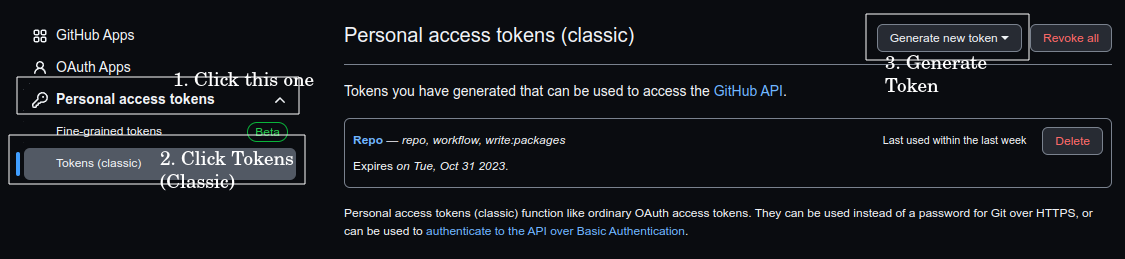 GitHub Apps
OAuth Apps
1. Click this one
Personal access tokens
Fine-grained tokens Beta
Tokens (classic)
2. Click Tokens
(Classic)
Personal access tokens (classic)
Generate new token
Revoke all
3. Generate
Token
Tokens you have generated that can be used to access the GitHub API.
Repo — repo, workflow, write:packages
Last used within the last week
Delete
Expires on Tue, Oct 31 2023.
Personal access tokens (classic) function like ordinary OAuth access tokens. They can be used instead of a password for Git over HTTPS, or
can be used to authenticate to the API over Basic Authentication.